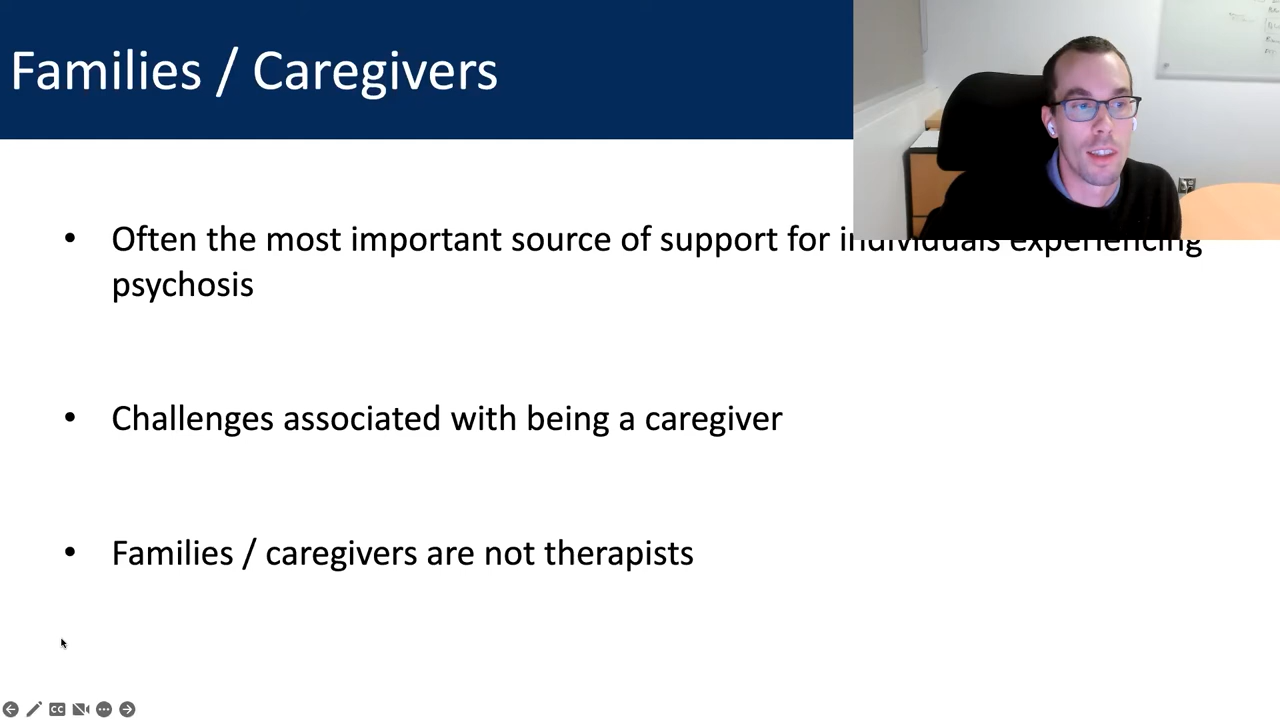 Families / Caregivers
• Often the most important source of support for individuals experiencing
psychosis
• Challenges associated with being a caregiver
• Families / caregivers are not therapists
CC